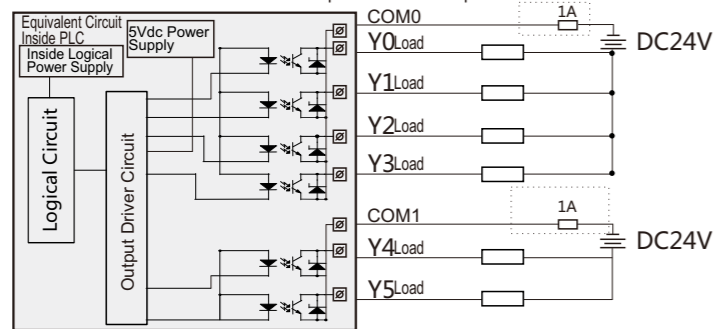 Equivalent Circuit
Inside PLC
Inside Logical
Power Supply
5Vdc Power
Supply
Logical Circuit
Output Driver Circuit
COM0
1A
DC24V
Y0Load
Y1Load
Y2Load
Y3Load
COM1
1A
DC24V
Y4Load
Y5Load